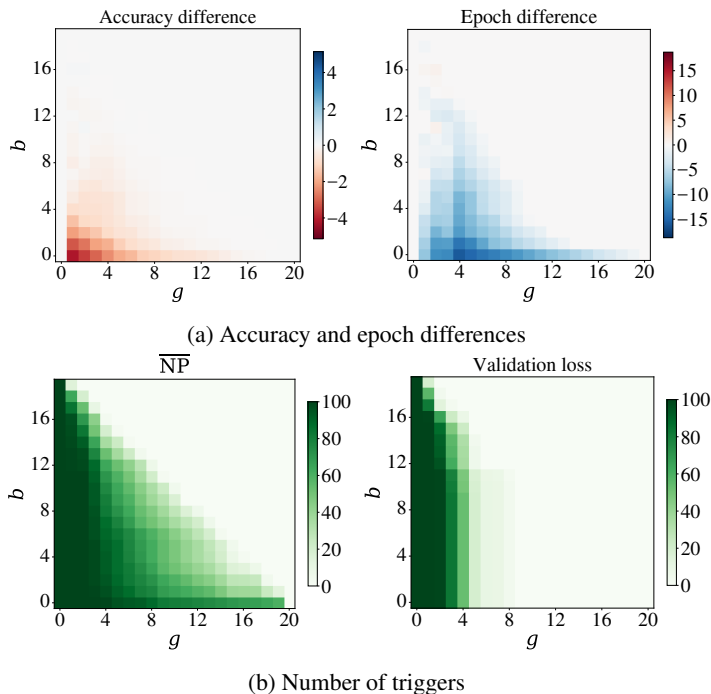 Accuracy difference
Epoch difference
16
12
8
4
0
b
0 4 8 12 16 20
g
4
2
0
−2
−4
16
12
8
4
0
b
0 4 8 12 16 20
g
15
10
5
0
−5
−10
−15
(a) Accuracy and epoch differences
N̅P̅
Validation loss
16
12
8
4
0
b
0 4 8 12 16 20
g
100
80
60
40
20
0
16
12
8
4
0
b
0 4 8 12 16 20
g
100
80
60
40
20
0
(b) Number of triggers